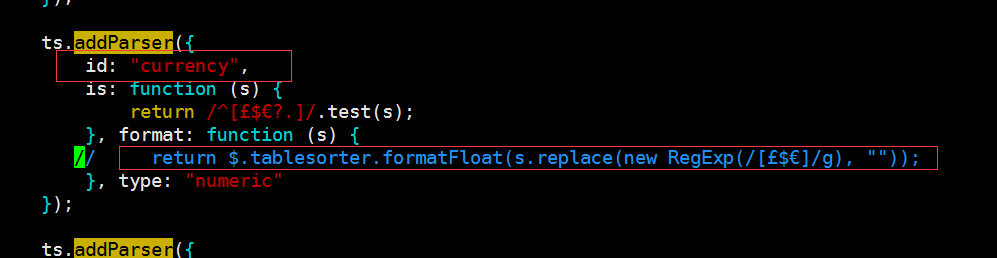 });
ts.addParser({
id: "currency",
is: function (s) {
return /^[£$€?.]/.test(s);
}, format: function (s) {
// return $.tablesorter.formatFloat(s.replace(new RegExp(/[£$€]/g), ""));
}, type: "numeric"
});
ts.addParser({